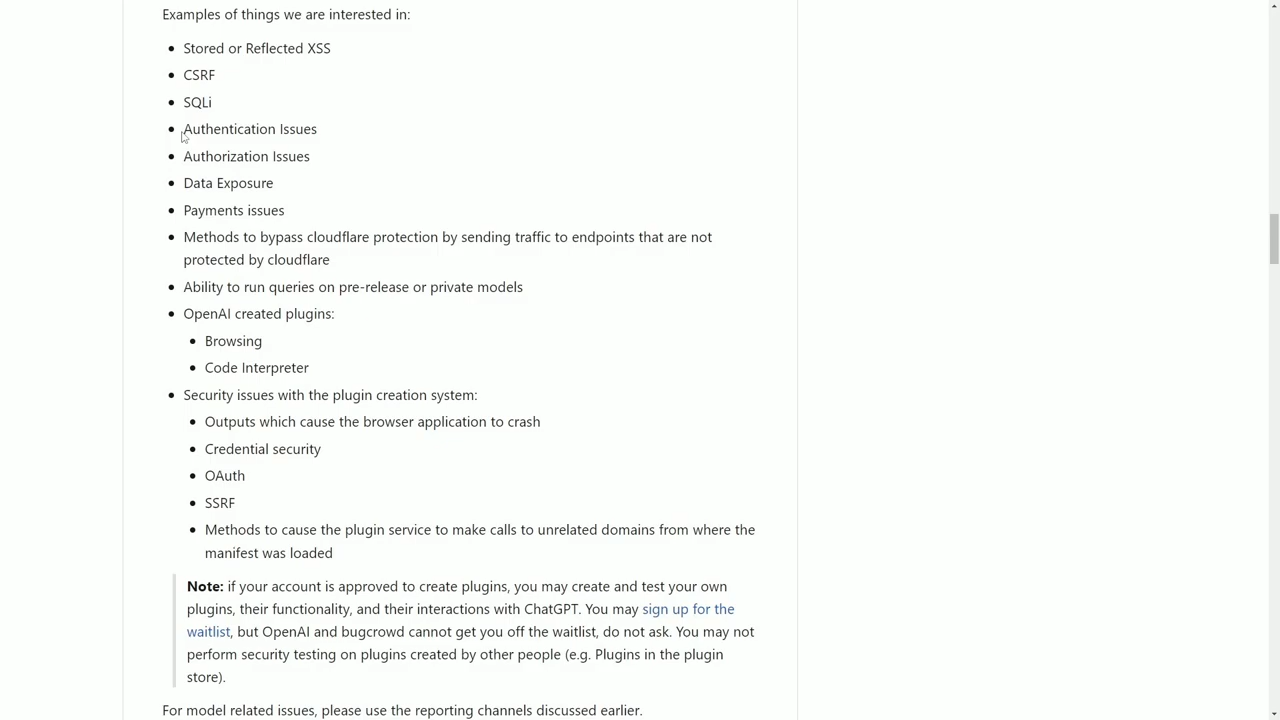 Examples of things we are interested in:
Stored or Reflected XSS
CSRF
SQLi
Authentication Issues
Authorization Issues
Data Exposure
Payments issues
Methods to bypass cloudflare protection by sending traffic to endpoints that are not
protected by cloudflare
Ability to run queries on pre-release or private models
OpenAI created plugins:
Browsing
Code Interpreter
Security issues with the plugin creation system:
Outputs which cause the browser application to crash
Credential security
OAuth
SSRF
Methods to cause the plugin service to make calls to unrelated domains from where the
manifest was loaded
Note: if your account is approved to create plugins, you may create and test your own
plugins, their functionality, and their interactions with ChatGPT. You may sign up for the
waitlist, but OpenAI and bugcrowd cannot get you off the waitlist, do not ask. You may not
perform security testing on plugins created by other people (e.g. Plugins in the plugin
store).
For model related issues, please use the reporting channels discussed earlier.